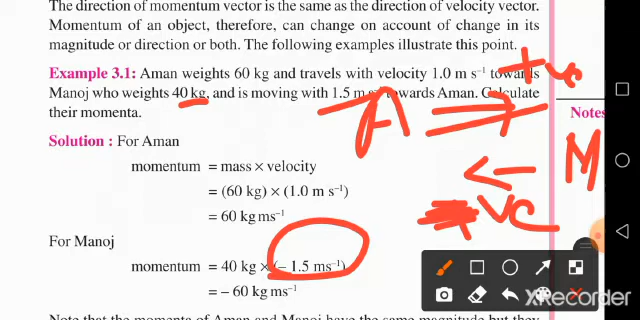 The direction of momentum vector is the same as the direction of velocity vector.
Momentum of an object, therefore, can change on account of change in its
magnitude or direction or both. The following examples illustrate this point.
Example 3.1: Aman weights 60 kg and travels with velocity 1.0 m s⁻¹ towards
Manoj who weights 40 kg, and is moving with 1.5 m towards Aman. Calculate
their momenta.
+ve
A
M
VC
Notes
Solution : For Aman
momentum = mass × velocity
= (60 kg) × (1.0 m s⁻¹)
= 60 kg ms⁻¹
For Manoj
momentum = 40 kg × (– 1.5 ms⁻¹)
= – 60 kg ms⁻¹
Note that the momenta of Aman and Manoj have the same magnitude but they
XRecorder